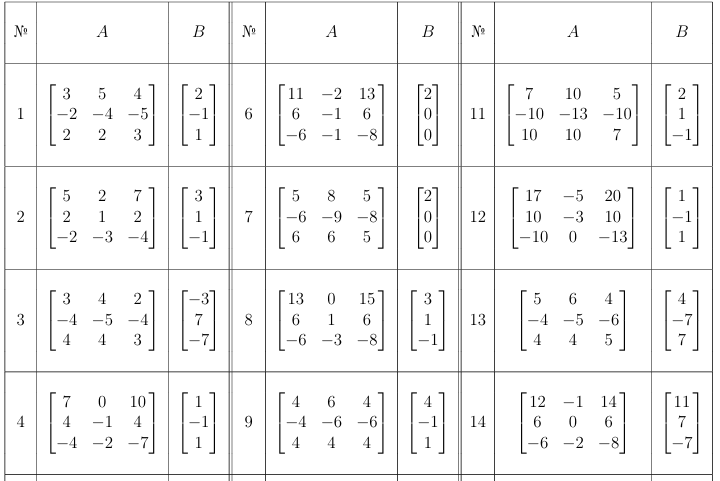 № A B № A B № A B
3 5 4 2 11 −2 13 2 7 10 5 2
1 −2 −4 −5 −1 6 6 −1 6 0 11 −10 −13 −10 1
2 2 3 1 −6 −1 −8 0 10 10 7 −1
5 2 7 3 5 8 5 2 17 −5 20 1
2 2 1 2 1 7 −6 −9 −8 0 12 10 −3 10 −1
−2 −3 −4 −1 6 6 5 0 −10 0 −13 1
3 4 2 −3 13 0 15 3 5 6 4 4
3 −4 −5 −4 7 8 6 1 6 1 13 −4 −5 −6 −7
4 4 3 −7 −6 −3 −8 −1 4 4 5 7
7 0 10 1 4 6 4 4 12 −1 14 11
4 4 −1 4 −1 9 −4 −6 −6 −1 14 6 0 6 7
−4 −2 −7 1 4 4 4 1 −6 −2 −8 −7